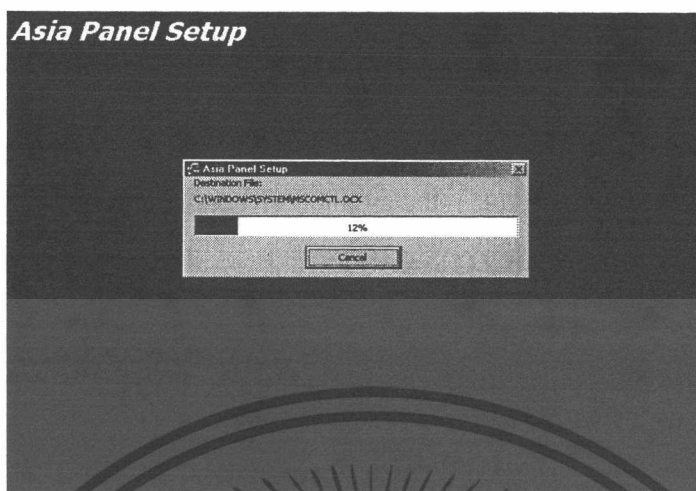 Asia Panel Setup
Asia Panel Setup
Destination File:
C:\WINDOWS\SYSTEM\MSCOMCTL.OCX
12%
Cancel